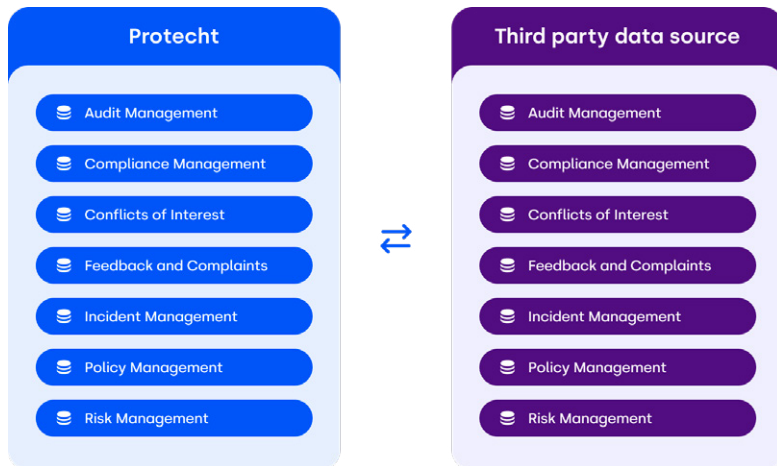 Protecht
Audit Management
Compliance Management
Conflicts of Interest
Feedback and Complaints
Incident Management
Policy Management
Risk Management
Third party data source
Audit Management
Compliance Management
Conflicts of Interest
Feedback and Complaints
Incident Management
Policy Management
Risk Management